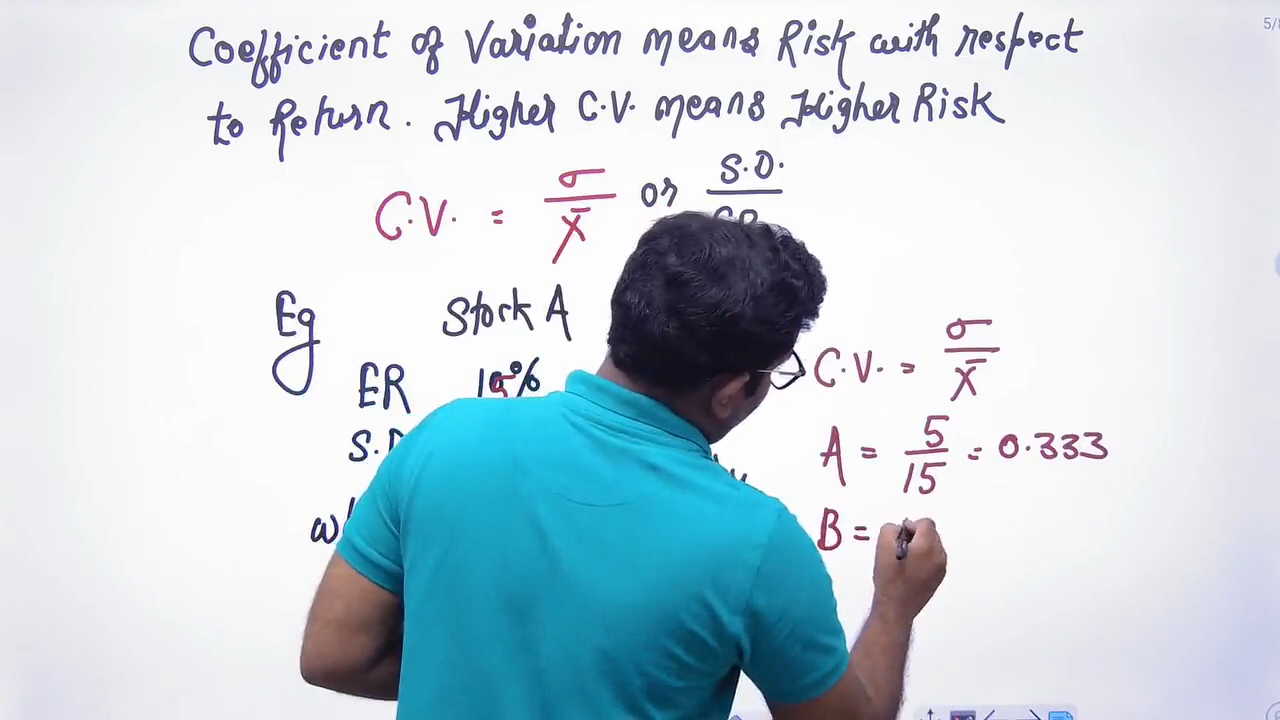 Coefficient of Variation means Risk with respect
to Return. Higher C.V. means Higher Risk
C.V. = σ/x̄ or S.D.
Eg Stock A
ER
S.D
C.V. = σ/x̄
A = 5/15 = 0.333
B =